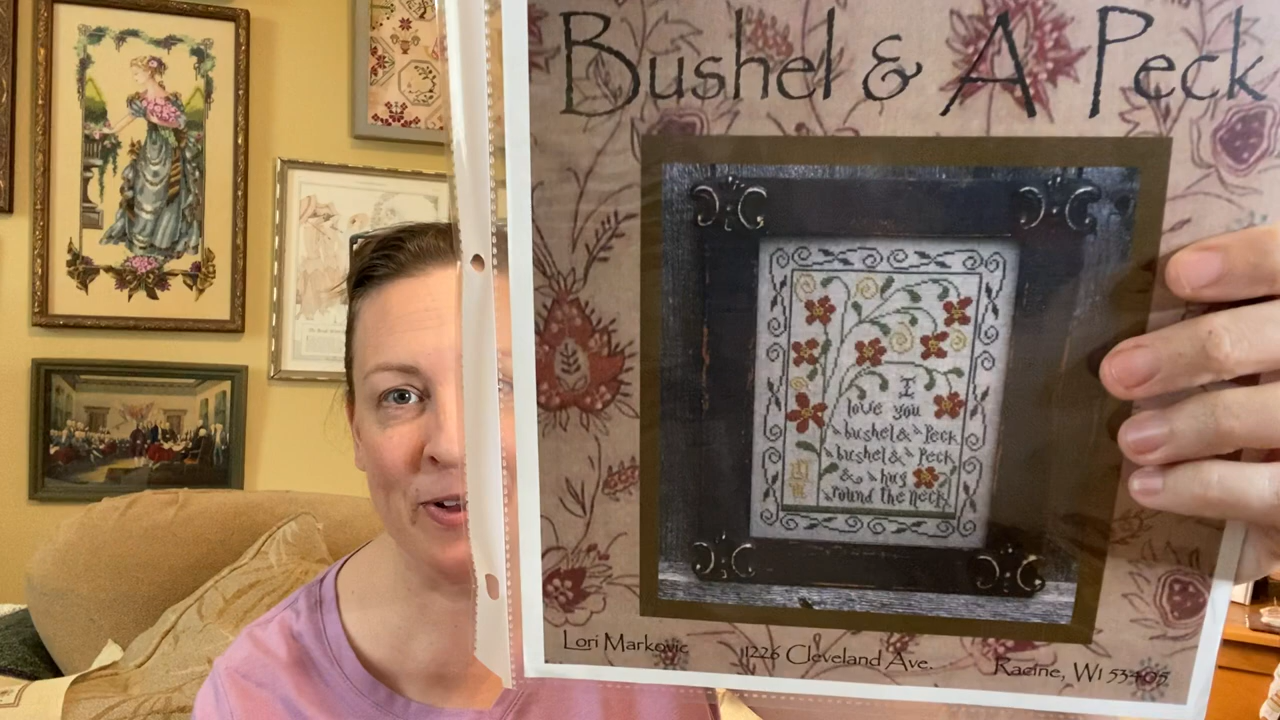 Bushel & A Peck
I
love you
a bushel & a Peck
a bushel & a Peck
& a hug
'round the neck
Lori Markovic 1226 Cleveland Ave. Racine, WI 53405